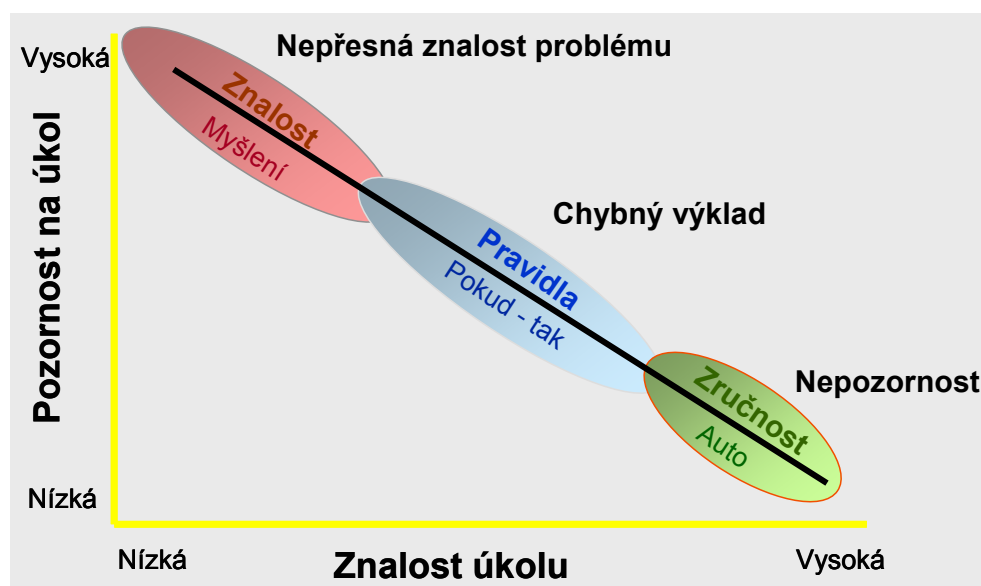 Vysoká
Nepřesná znalost problému
Znalost
Myšlení
Pozornost na úkol
Chybný výklad
Pravidla
Pokud - tak
Zručnost
Auto
Nepozornost
Nízká
Nízká
Znalost úkolu
Vysoká